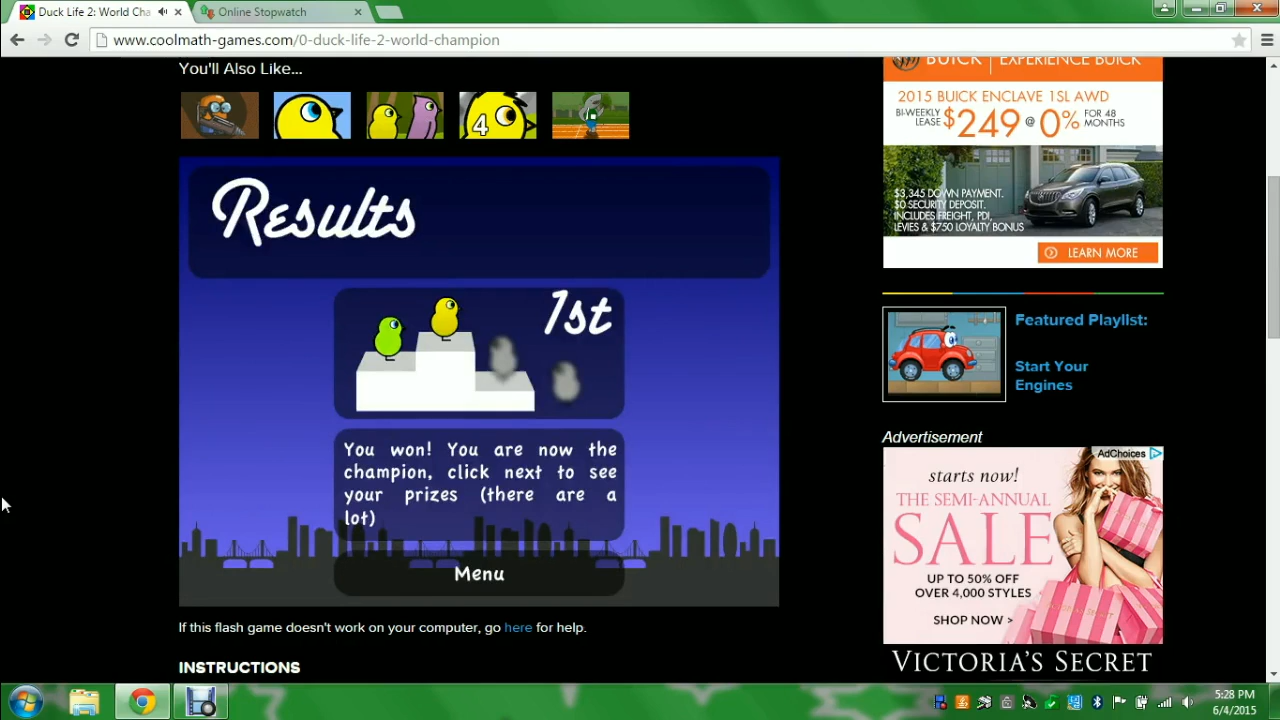 Duck Life 2: World Cha
Online Stopwatch
www.coolmath-games.com/0-duck-life-2-world-champion
You'll Also Like...
4
Results
1st
You won! You are now the
champion, click next to see
your prizes (there are a
lot)
Menu
If this flash game doesn't work on your computer, go here for help.
INSTRUCTIONS
BUICK | EXPERIENCE BUICK
2015 BUICK ENCLAVE 1SL AWD
BI-WEEKLY
LEASE $249 @ 0% FOR 48
MONTHS
$3,345 DOWN PAYMENT.
$0 SECURITY DEPOSIT.
INCLUDES FREIGHT, PDI,
LEVIES & $750 LOYALTY BONUS
LEARN MORE
Featured Playlist:
Start Your
Engines
Advertisement
AdChoices
starts now!
THE SEMI-ANNUAL
SALE
UP TO 50% OFF
OVER 4,000 STYLES
SHOP NOW >
VICTORIA'S SECRET
5:28 PM
6/4/2015